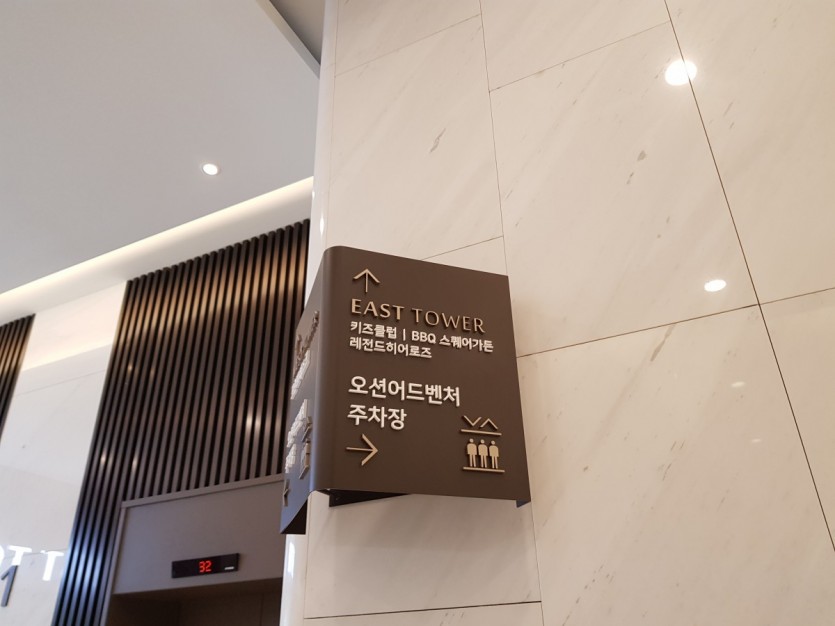 EAST TOWER
키즈클럽 | BBQ 스퀘어가든
레전드히어로즈
오션어드벤처
주차장
32